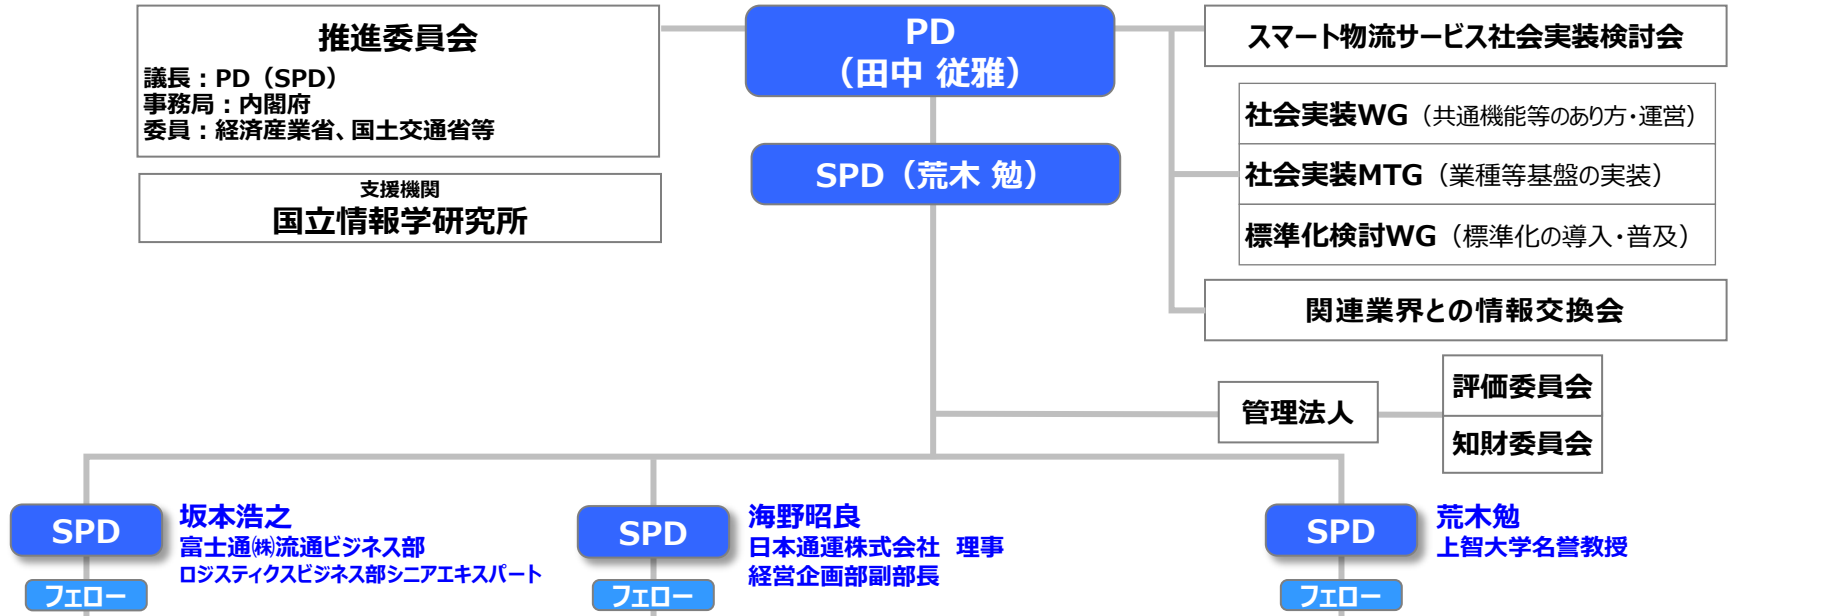 推進委員会
議長：PD（SPD）
事務局：内閣府
委員：経済産業省、国土交通省等
支援機関
国立情報学研究所
PD
（田中 従雅）
SPD（荒木 勉）
スマート物流サービス社会実装検討会
社会実装WG（共通機能等のあり方・運営）
社会実装MTG（業種等基盤の実装）
標準化検討WG（標準化の導入・普及）
関連業界との情報交換会
管理法人
評価委員会
知財委員会
SPD
坂本浩之
富士通㈱流通ビジネス部
ロジスティクスビジネス部シニアエキスパート
フェロー
SPD
海野昭良
日本通運株式会社 理事
経営企画部副部長
フェロー
SPD
荒木勉
上智大学名誉教授
フェロー